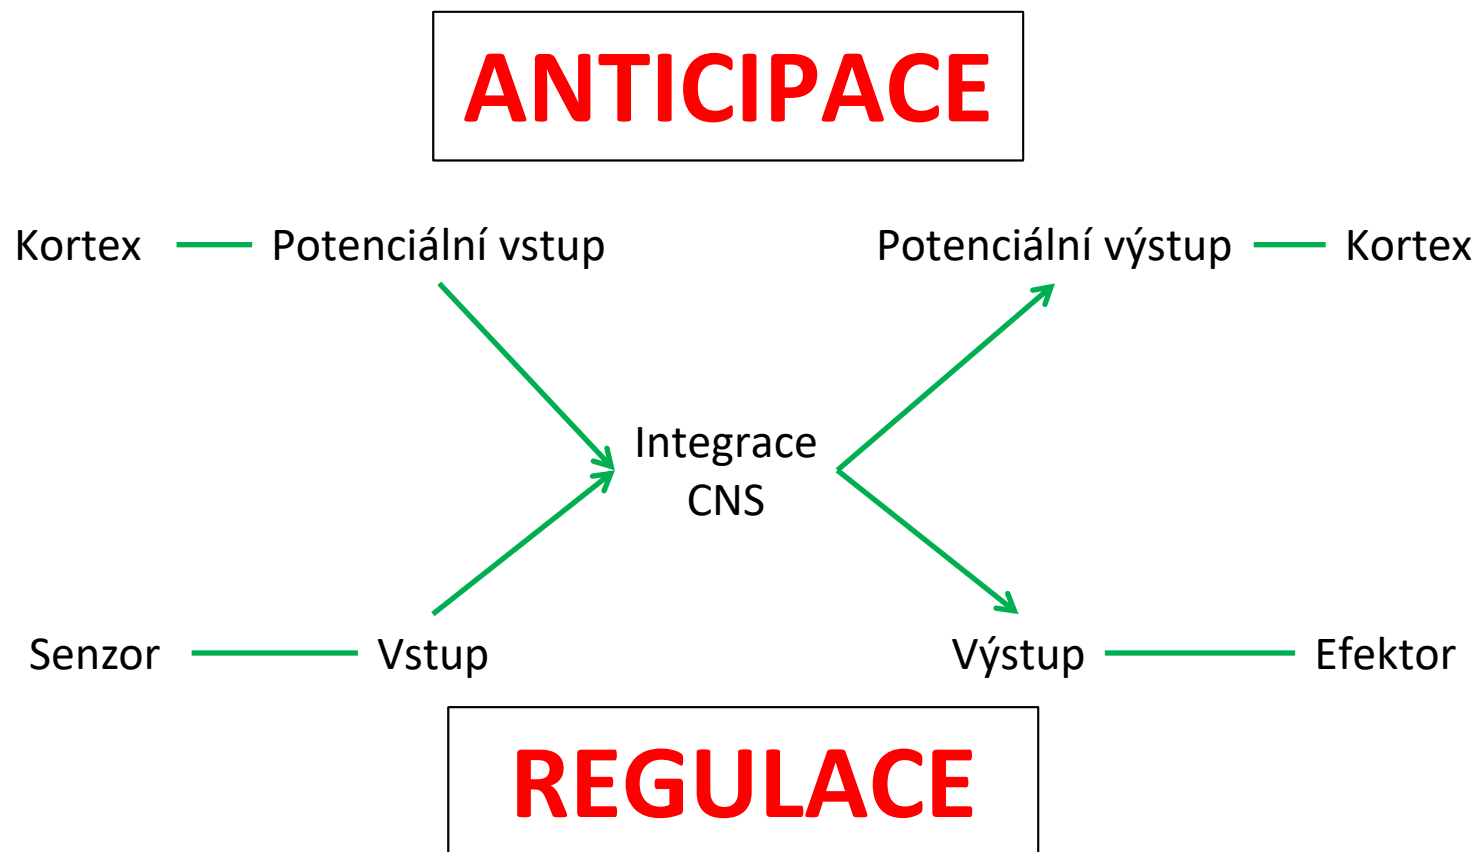 ANTICIPACE
Kortex
Potenciální vstup
Potenciální výstup
Kortex
Integrace
CNS
Senzor
Vstup
Výstup
Efektor
REGULACE